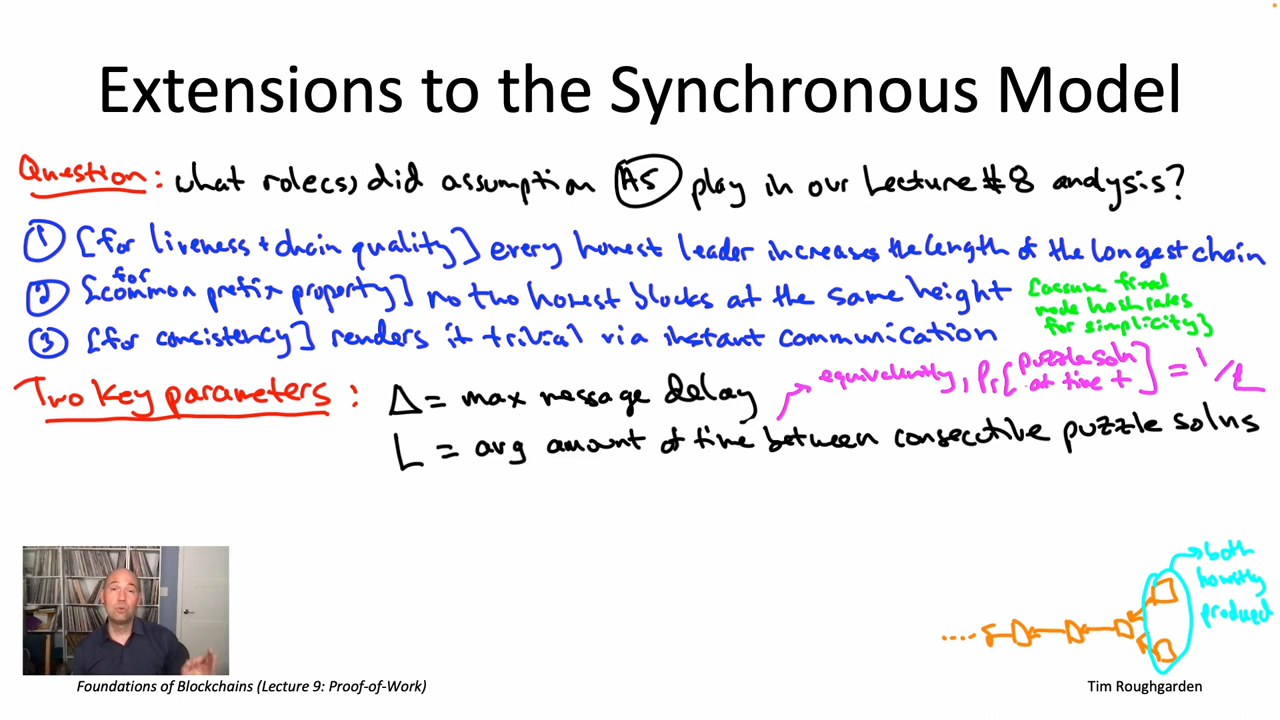 Extensions to the Synchronous Model
Question: what role(s) did assumption A5 play in our Lecture #8 analysis?
① [for liveness + chain quality] every honest leader increases the length of the longest chain
② [for common prefix property] no two honest blocks at the same height
[assume fixed
node hash rates
for simplicity]
③ [for consistency] renders it trivial via instant communication
Two key parameters: Δ = max message delay
equivalently, Pr[puzzle soln at time t] = 1/L
L = avg amount of time between consecutive puzzle solns
both
honestly
produced
Foundations of Blockchains (Lecture 9: Proof-of-Work)
Tim Roughgarden